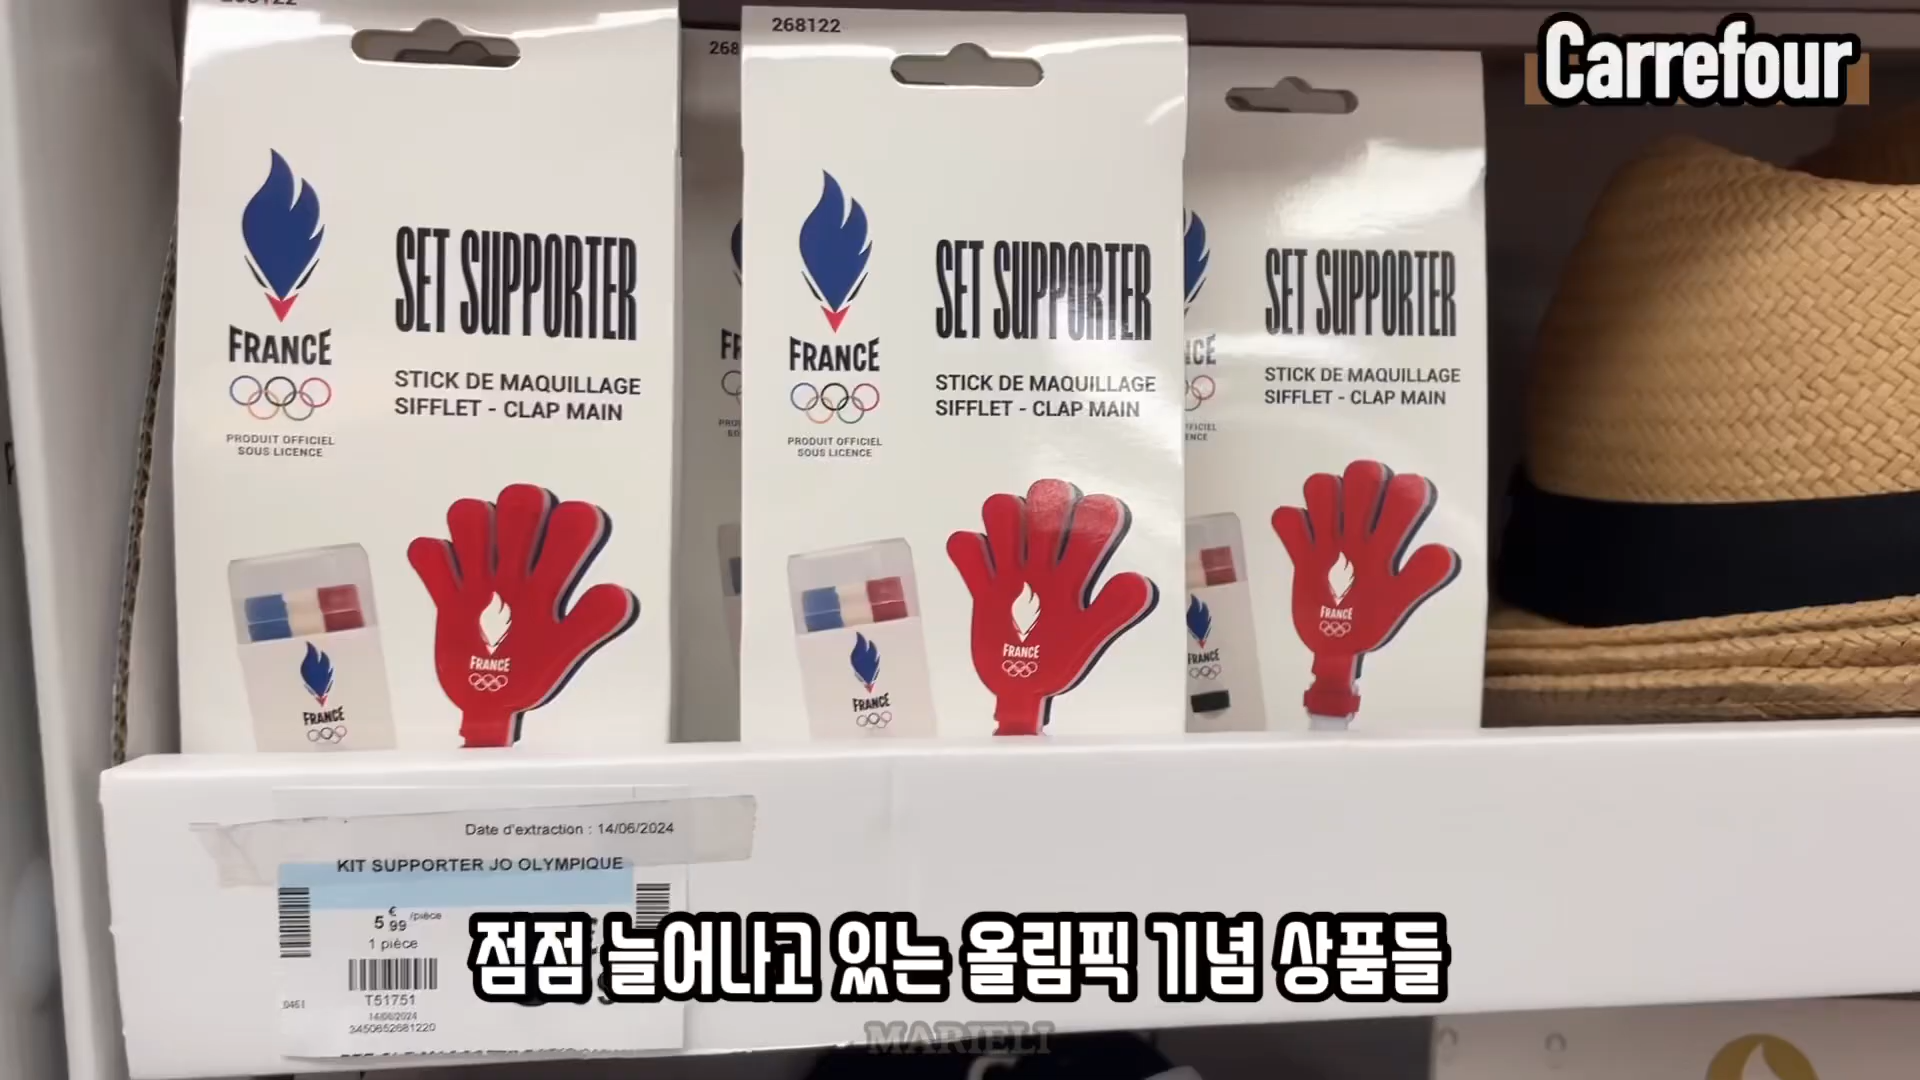 268122
268122
268
Carrefour
FRANCE
SET SUPPORTER
STICK DE MAQUILLAGE
SIFFLET - CLAP MAIN
PRODUIT OFFICIEL
SOUS LICENCE
FRANCE
FRANCE
FRANCE
SET SUPPORTER
STICK DE MAQUILLAGE
SIFFLET - CLAP MAIN
PRODUIT OFFICIEL
SOUS LICENCE
FRANCE
FRANCE
SET SUPPORTER
STICK DE MAQUILLAGE
SIFFLET - CLAP MAIN
FRANCE
FRANCE
Date d'extraction : 14/06/2024
KIT SUPPORTER JO OLYMPIQUE
5 €99 /pièce
1 pièce
T51751
14/06/2024
3450852681220
0461
점점 늘어나고 있는 올림픽 기념 상품들
MARIELI